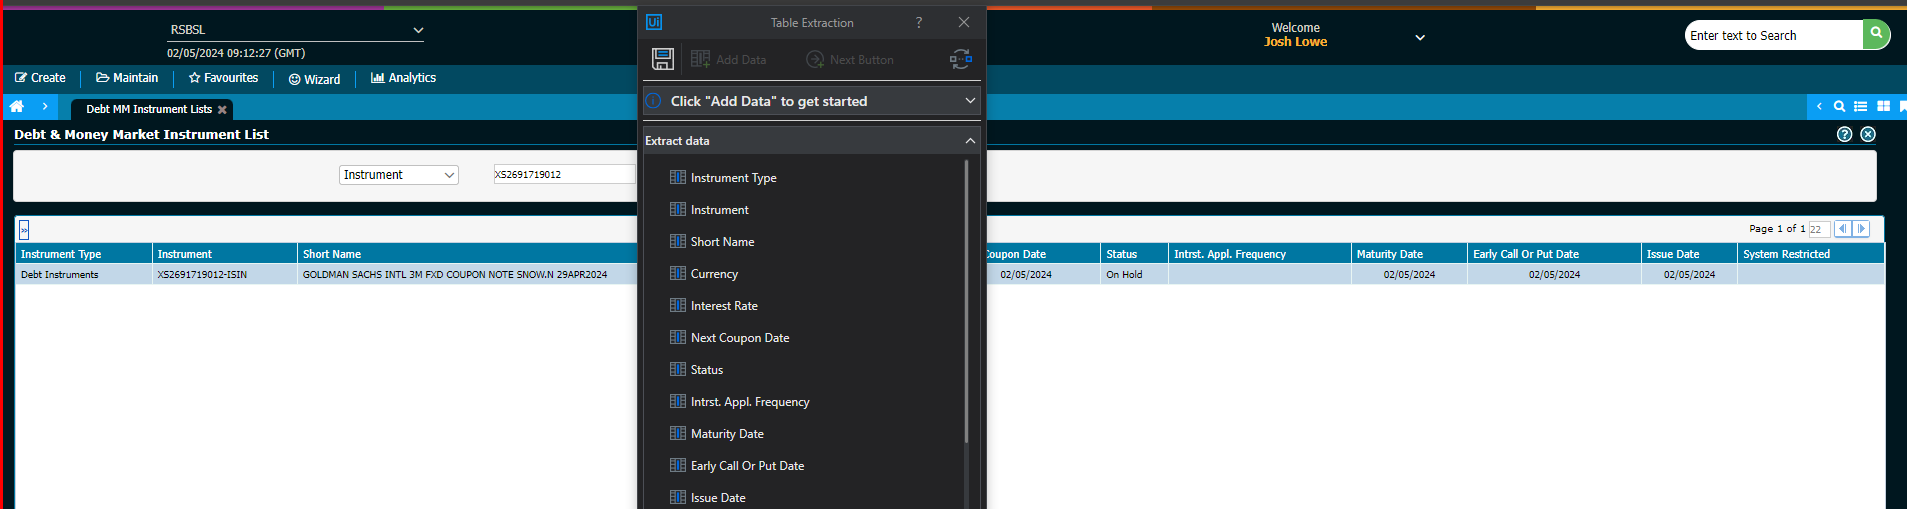 RSBSL
02/05/2024 09:12:27 (GMT)
Welcome
Josh Lowe
Enter text to Search
Create
Maintain
Favourites
Wizard
Analytics
Debt MM Instrument Lists
Debt & Money Market Instrument List
Instrument
XS2691719012
Page 1 of 1 22
Instrument Type Instrument Short Name Coupon Date Status Intrst. Appl. Frequency Maturity Date Early Call Or Put Date Issue Date System Restricted
Debt Instruments XS2691719012-ISIN GOLDMAN SACHS INTL 3M FXD COUPON NOTE SNOW.N 29APR2024 02/05/2024 On Hold 02/05/2024 02/05/2024 02/05/2024
Ui Table Extraction ?
Add Data
Next Button
Click "Add Data" to get started
Extract data
Instrument Type
Instrument
Short Name
Currency
Interest Rate
Next Coupon Date
Status
Intrst. Appl. Frequency
Maturity Date
Early Call Or Put Date
Issue Date